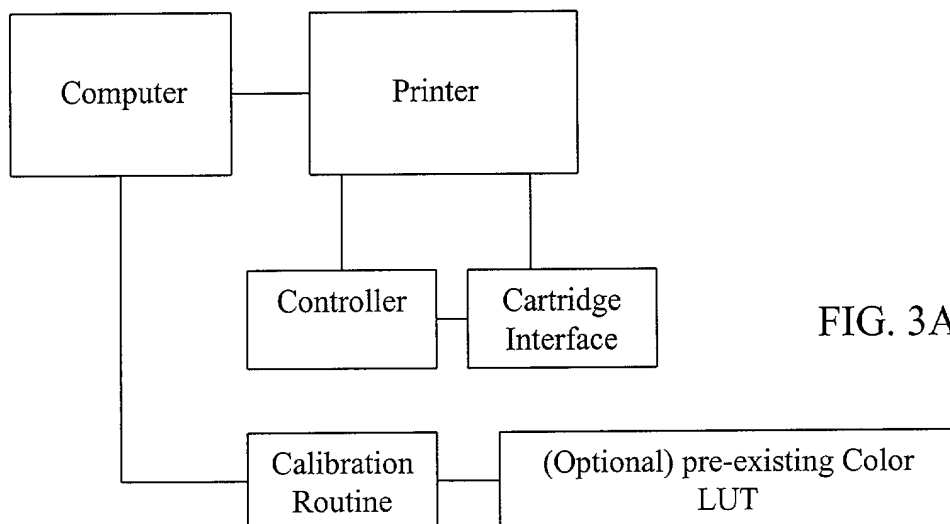 Computer
Printer
Controller
Cartridge
Interface
FIG. 3A
Calibration
Routine
(Optional) pre-existing Color
LUT